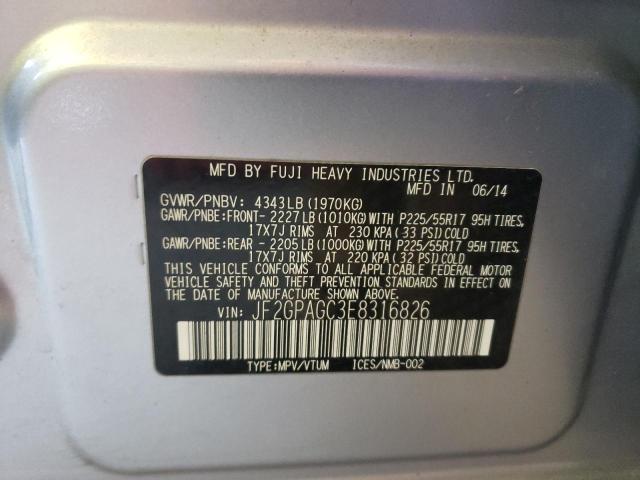 MFD BY FUJI HEAVY INDUSTRIES LTD.
MFD IN 06/14
GVWR/PNBV: 4343LB(1970KG)
GAWR/PNBE:FRONT- 2227LB(1010KG)WITH P225/55R17 95H TIRES,
17X7J RIMS AT 230 KPA(33 PSI)COLD
GAWR/PNBE:REAR - 2205LB(1000KG)WITH P225/55R17 95H TIRES,
17X7J RIMS AT 220 KPA(32 PSI)COLD
THIS VEHICLE CONFORMS TO ALL APPLICABLE FEDERAL MOTOR
VEHICLE SAFETY AND THEFT PREVENTION STANDARDS IN EFFECT ON
THE DATE OF MANUFACTURE SHOWN ABOVE.
VIN: JF2GPAGC3E8316826
TYPE:MPV/VTUM ICES/NMB-002